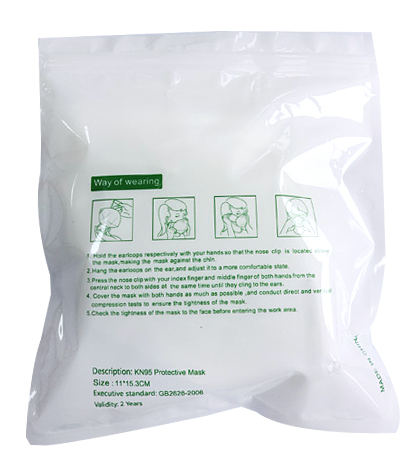 Way of wearing
1. Hold the earloops respectively with your hands so that the nose clip is located above
the mask,making the mask against the chin.
2.Hang the earloops on the ear,and adjust it to a more comfortable state.
3.Press the nose clip with your index finger and middle finger of both hands from the
central neck to both sides at the same time until they cling to the ears.
4. Cover the mask with both hands as much as possible ,and conduct direct and
compression tests to ensure the tightness of the mask.
5.Check the tightness of the mask to the face before entering the work area.
Description: KN95 Protective Mask
Size : 11*15.3CM
Executive standard: GB2626-2006
Validity: 2 Years
MADE IN
MADE